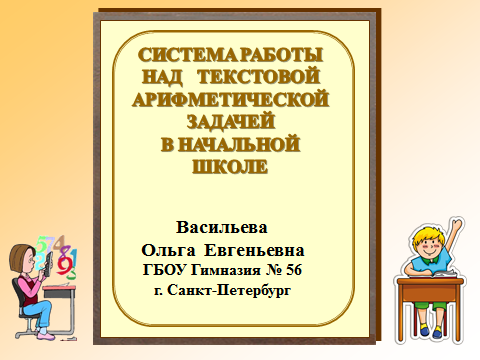 СИСТЕМА РАБОТЫ
НАД ТЕКСТОВОЙ
АРИФМЕТИЧЕСКОЙ
ЗАДАЧЕЙ
В НАЧАЛЬНОЙ
ШКОЛЕ
Васильева
Ольга Евгеньевна
ГБОУ Гимназия № 56
г. Санкт-Петербург